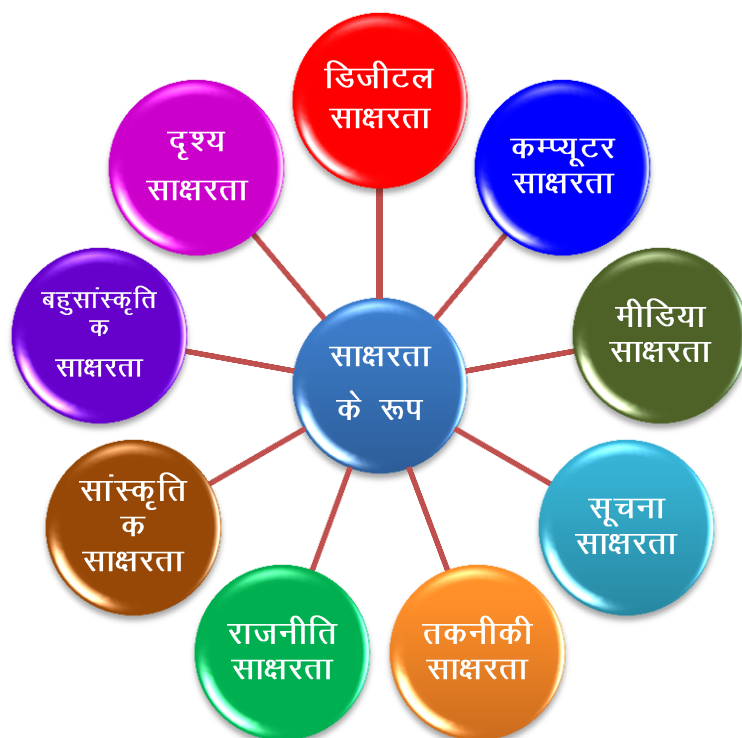 साक्षरता
के रूप
डिजीटल
साक्षरता
कम्प्यूटर
साक्षरता
मीडिया
साक्षरता
सूचना
साक्षरता
तकनीकी
साक्षरता
राजनीति
साक्षरता
सांस्कृति
क
साक्षरता
बहुसांस्कृति
क
साक्षरता
दृश्य
साक्षरता